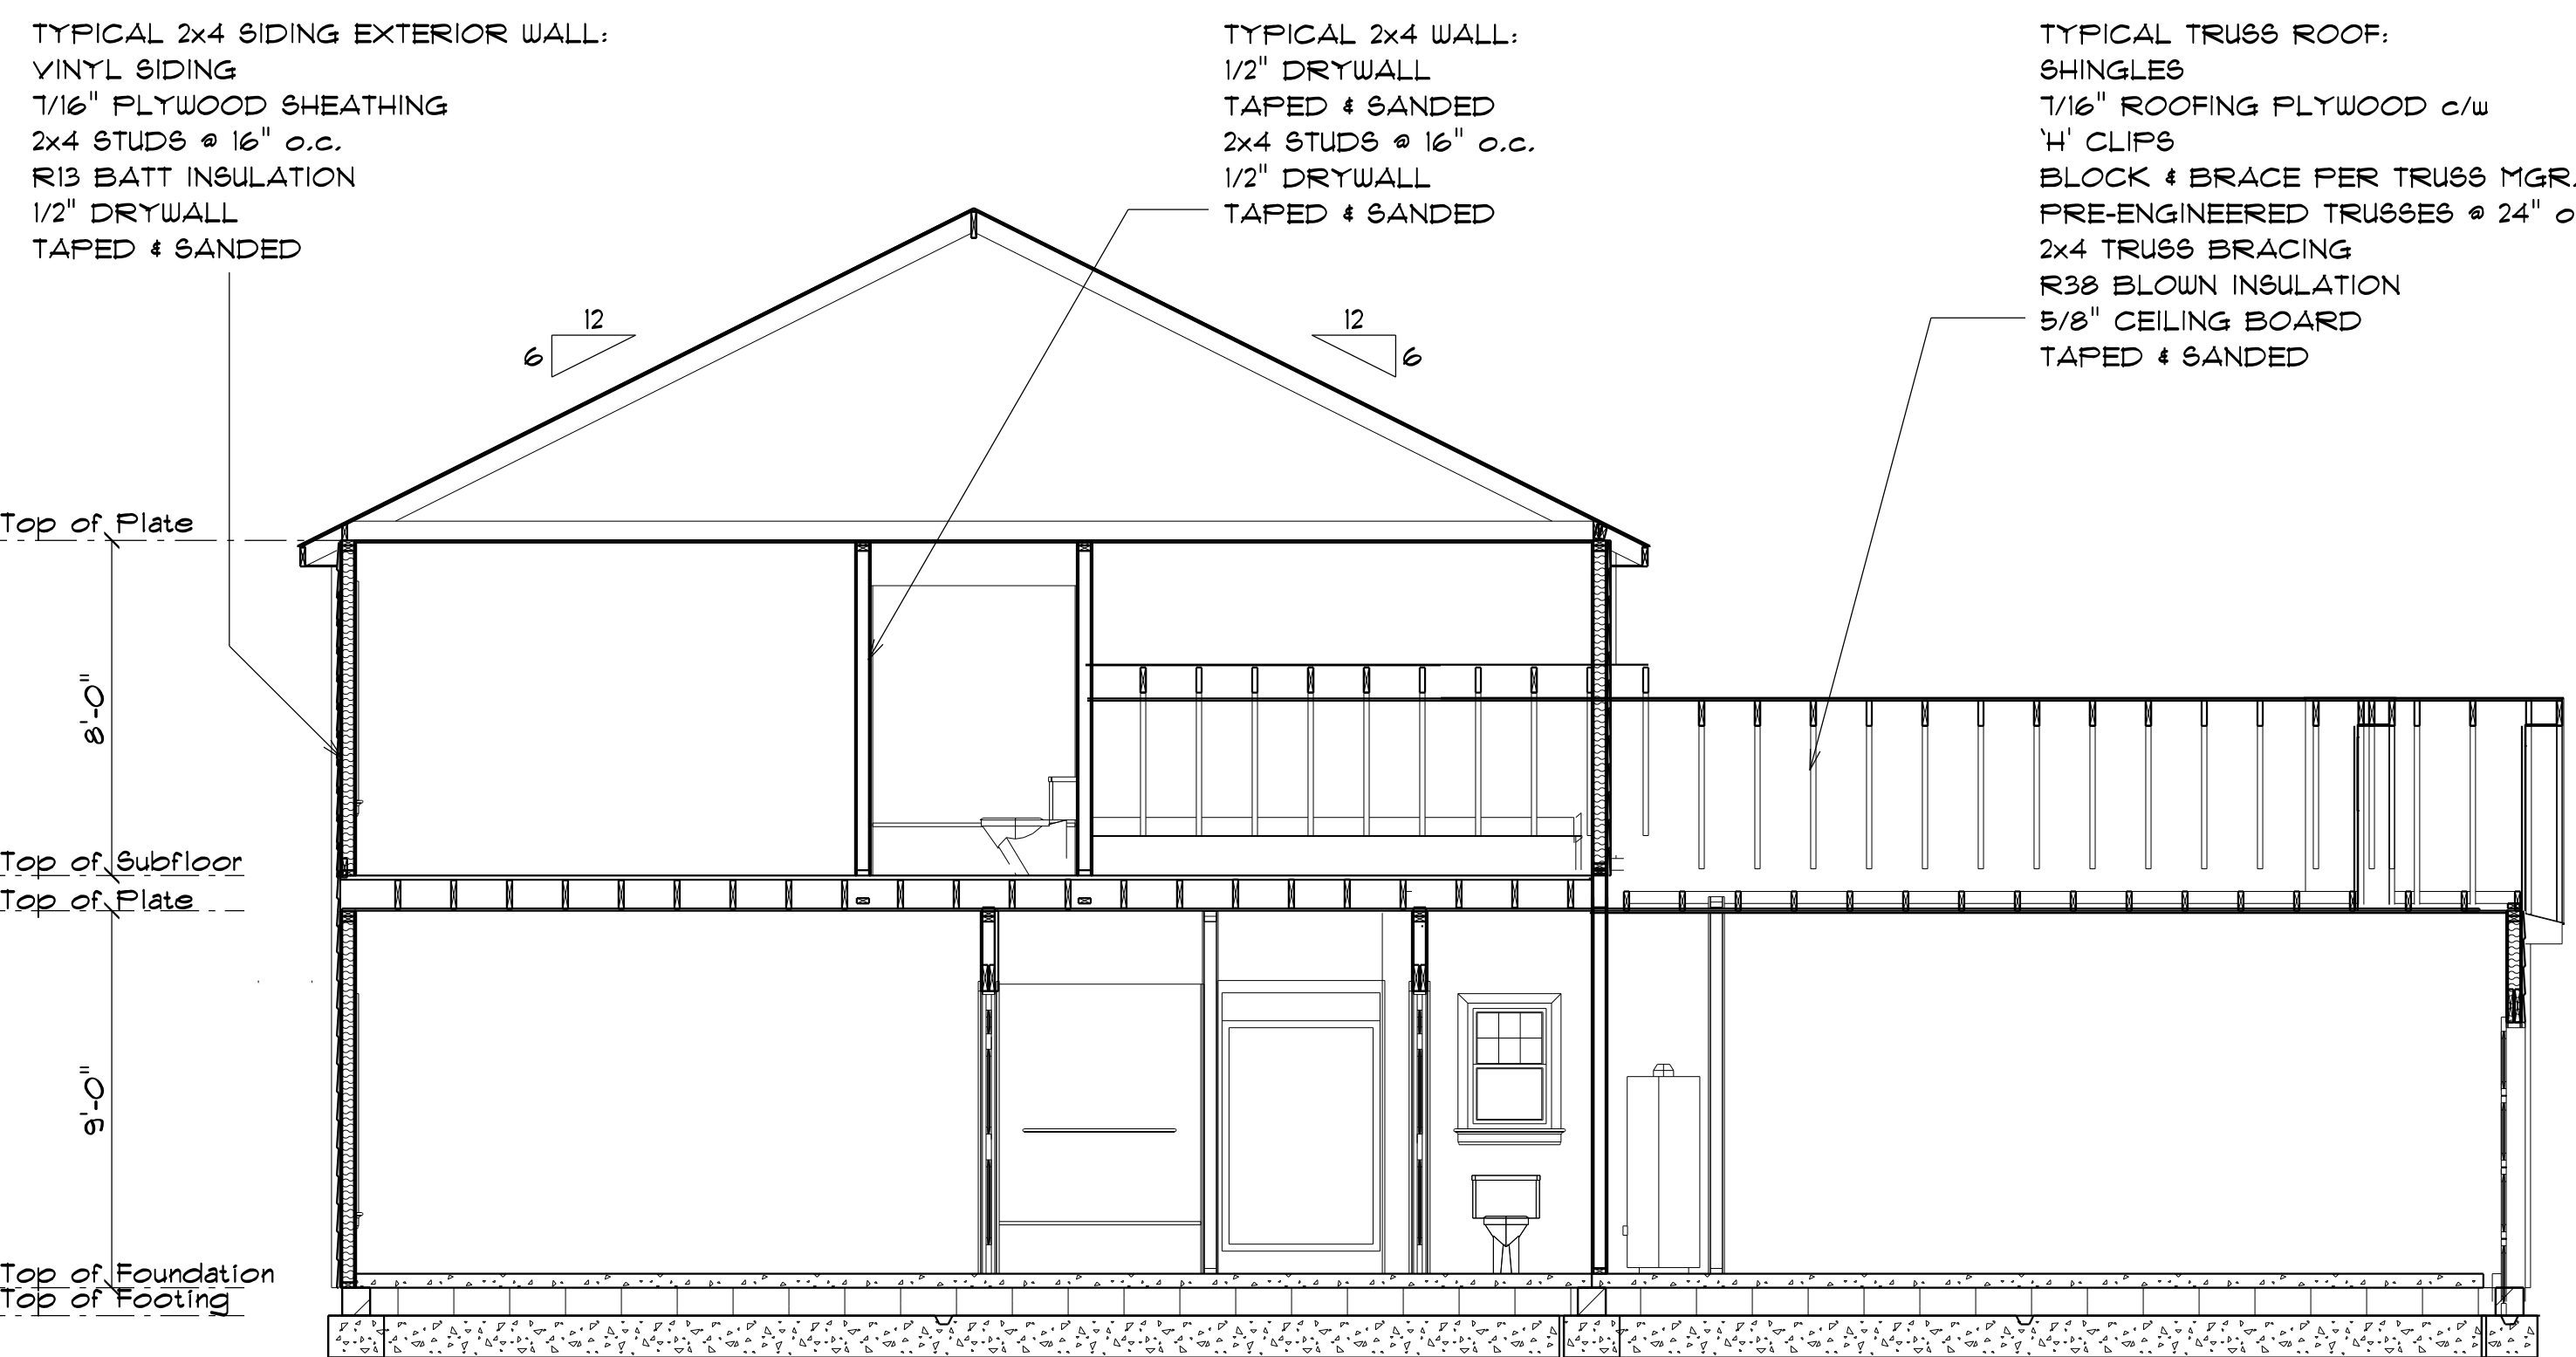 TYPICAL 2x4 SIDING EXTERIOR WALL:
VINYL SIDING
7/16" PLYWOOD SHEATHING
2x4 STUDS @ 16" o.c.
R13 BATT INSULATION
1/2" DRYWALL
TAPED & SANDED
TYPICAL 2x4 WALL:
1/2" DRYWALL
TAPED & SANDED
2x4 STUDS @ 16" o.c.
1/2" DRYWALL
TAPED & SANDED
TYPICAL TRUSS ROOF:
SHINGLES
7/16" ROOFING PLYWOOD c/w
'H' CLIPS
BLOCK & BRACE PER TRUSS MGR.
PRE-ENGINEERED TRUSSES @ 24" o
2x4 TRUSS BRACING
R38 BLOWN INSULATION
5/8" CEILING BOARD
TAPED & SANDED
12
6
12
6
Top of Plate
8'-0"
Top of Subfloor
Top of Plate
9'-0"
Top of Foundation
Top of Footing